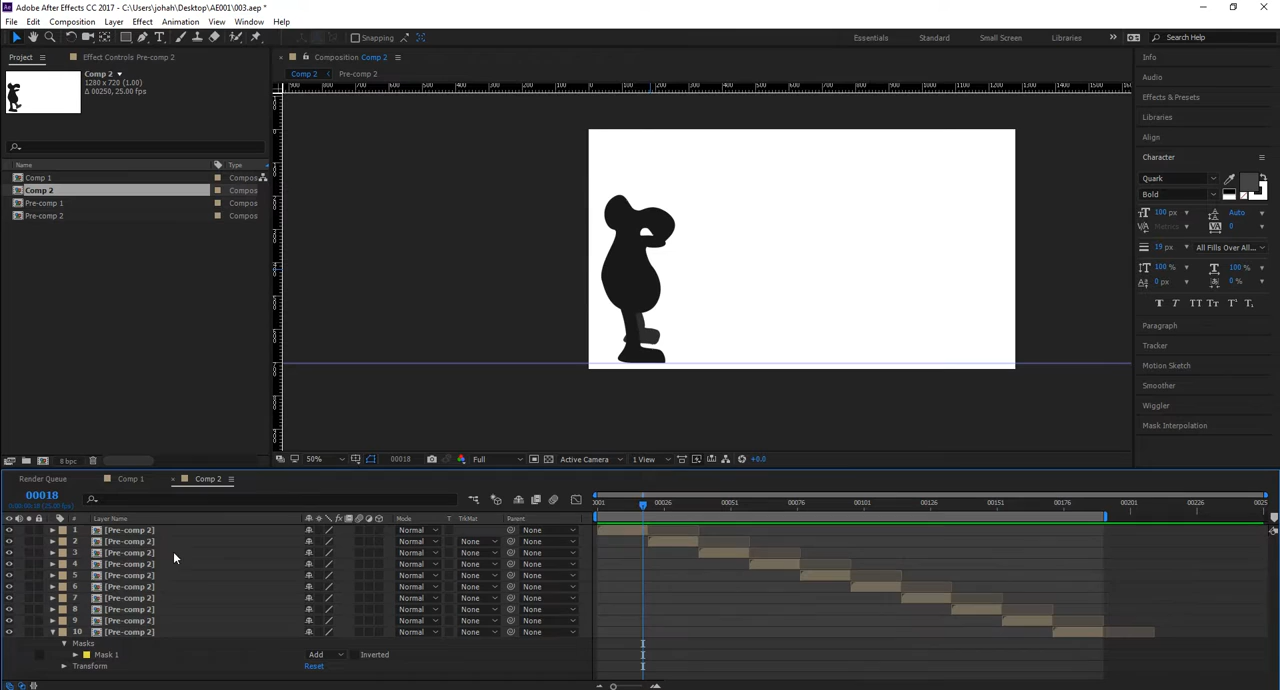 Adobe After Effects CC 2017 - C:\Users\johah\Desktop\AE001\003.aep *
File Edit Composition Layer Effect Animation View Window Help
Snapping Essentials Standard Small Screen Libraries Search Help
Project Effect Controls Pre-comp 2
Comp 2
1280 x 720 (1.00)
Δ 00250, 25.00 fps
Name Type
Comp 1 Compos
Comp 2 Compos
Pre-comp 1 Compos
Pre-comp 2 Compos
8 bpc
Composition Comp 2
Comp 2 Pre-comp 2
50% 00018 Full Active Camera 1 View +0.0
Info
Audio
Effects & Presets
Libraries
Align
Character
Quark
Bold
100 px Auto
Metrics 0
19 px All Fills Over All...
100 % 100 %
0 px 0 %
T T TT Tт T¹ T₁
Paragraph
Tracker
Motion Sketch
Smoother
Wiggler
Mask Interpolation
Render Queue Comp 1 Comp 2
00018
0001 00026 00051 00076 00101 00126 00151 00176 00201 00226 0025
# Layer Name Mode T TrkMat Parent
1 [Pre-comp 2] Normal None
2 [Pre-comp 2] Normal None None
3 [Pre-comp 2] Normal None None
4 [Pre-comp 2] Normal None None
5 [Pre-comp 2] Normal None None
6 [Pre-comp 2] Normal None None
7 [Pre-comp 2] Normal None None
8 [Pre-comp 2] Normal None None
9 [Pre-comp 2] Normal None None
10 [Pre-comp 2] Normal None None
Masks
Mask 1 Add Inverted
Transform Reset